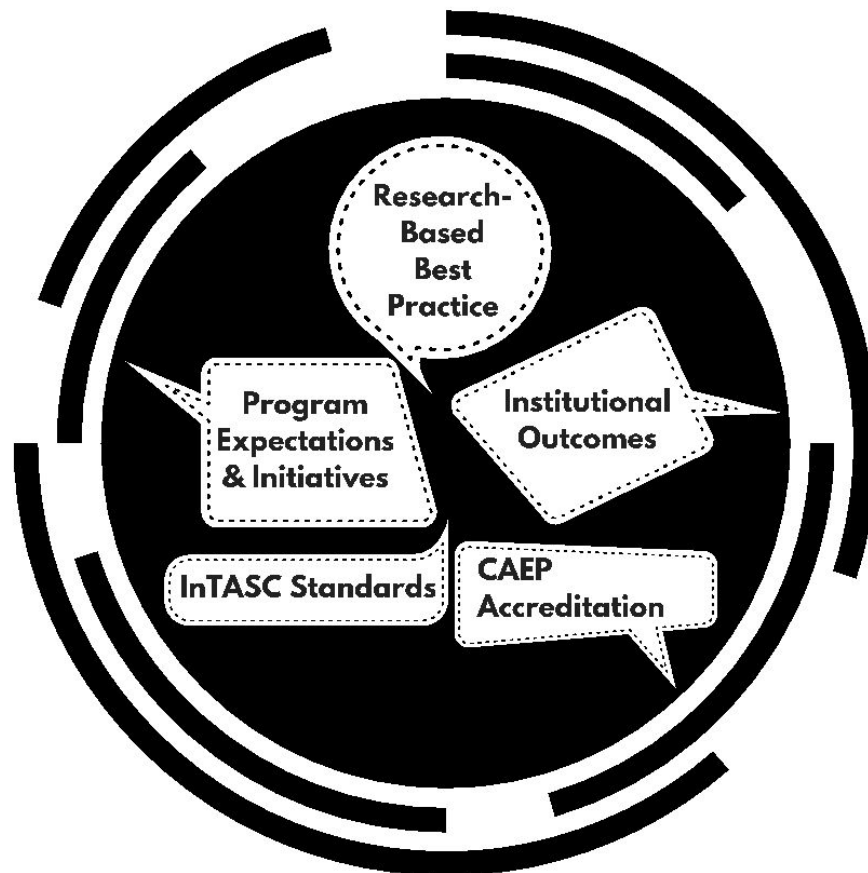 Research-
Based
Best
Practice
Program
Expectations
& Initiatives
Institutional
Outcomes
InTASC Standards
CAEP
Accreditation